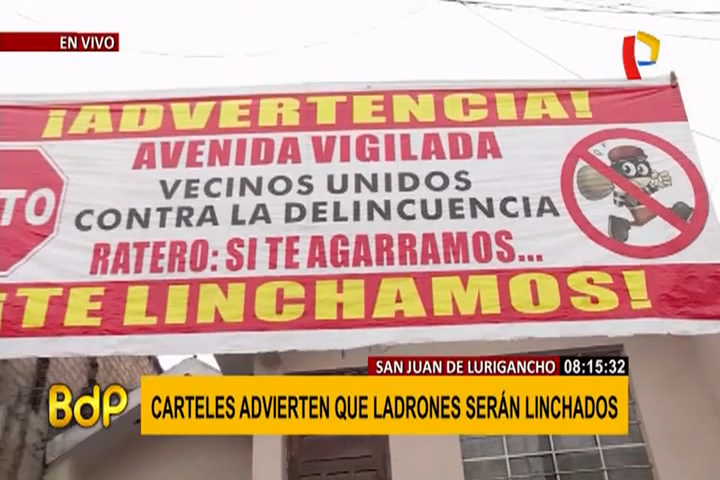 EN VIVO
¡ADVERTENCIA!
AVENIDA VIGILADA
VECINOS UNIDOS
CONTRA LA DELINCUENCIA
RATERO: SI TE AGARRAMOS...
¡TE LINCHAMOS!
TO
SAN JUAN DE LURIGANCHO 08:15:32
BDP
CARTELES ADVIERTEN QUE LADRONES SERÁN LINCHADOS